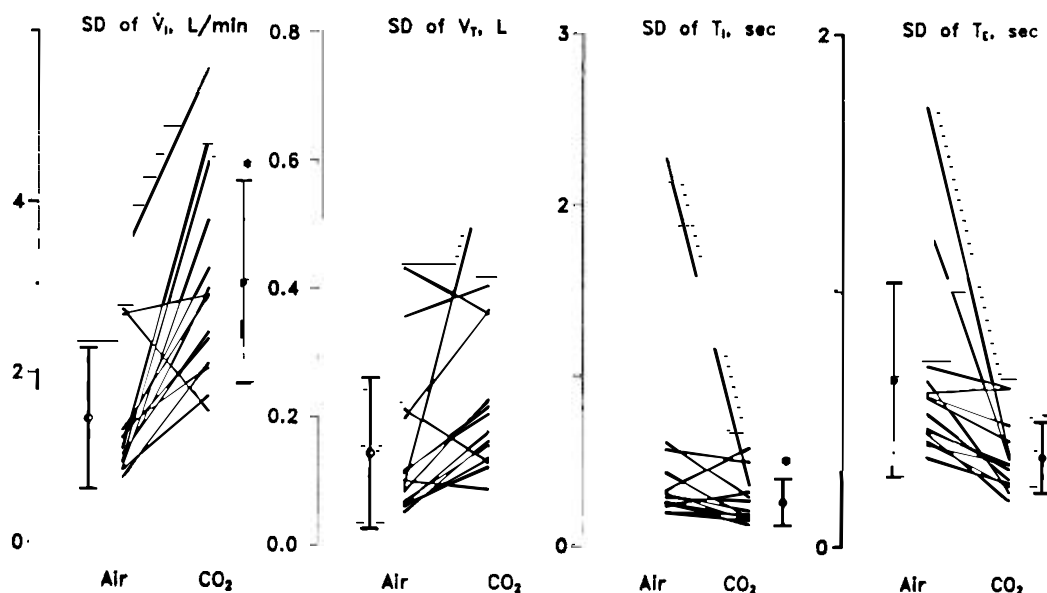 SD of V̇I, L/min
SD of VT, L
SD of TI, sec
SD of TE, sec
4
2
0
0.8
0.6
0.4
0.2
0.0
3
2
0
2
0
*
*
Air CO2
Air CO2
Air CO2
Air CO2